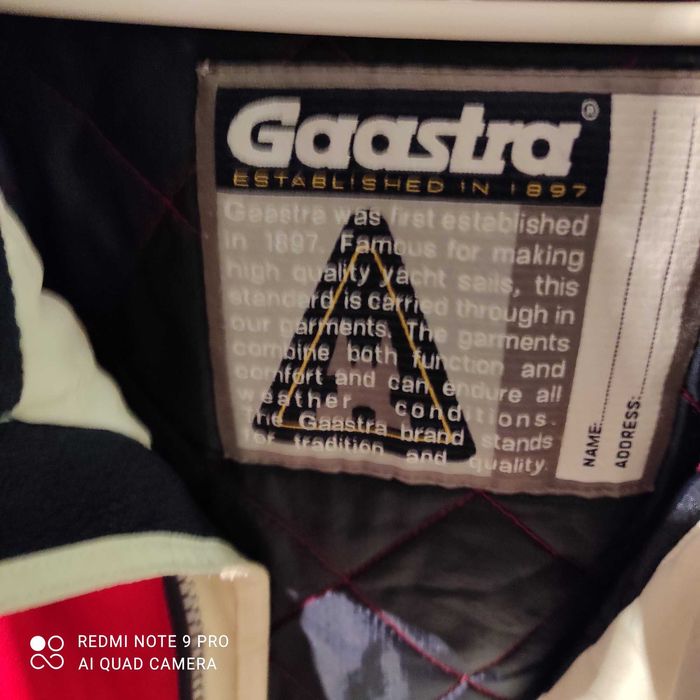 Gaastra®
ESTABLISHED IN 1897
Gaastra was first established
in 1897. Famous for making
high quality yacht sails, this
standard is carried through in
our garments. The garments
combine both function and
comfort and can endure all
weather conditions.
The Gaastra brand stands
for tradition and quality.
NAME:
ADDRESS:
REDMI NOTE 9 PRO
AI QUAD CAMERA